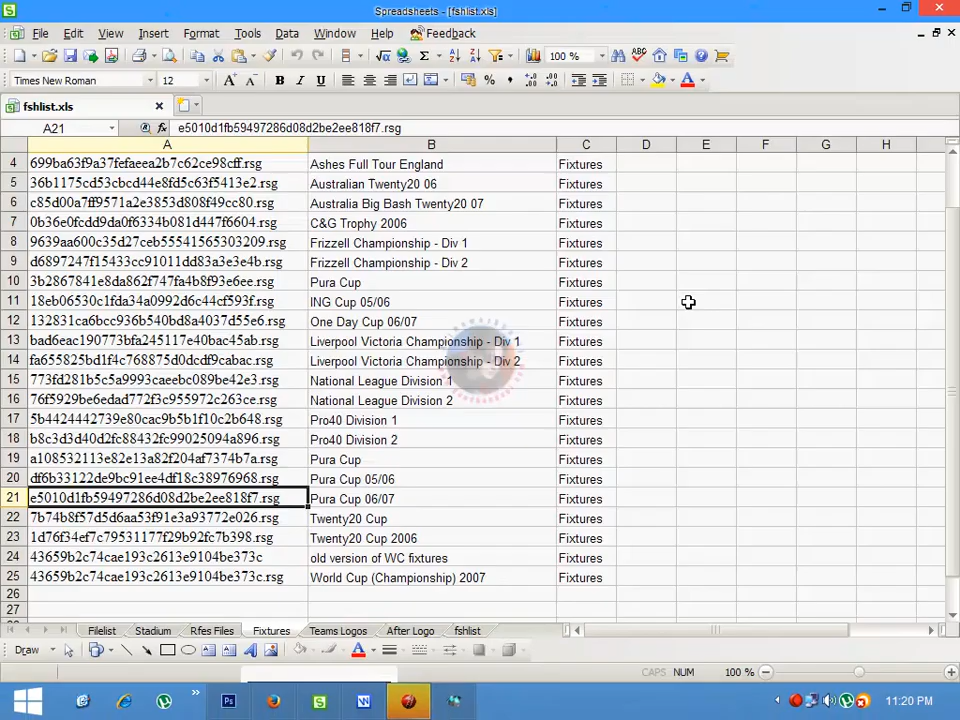 Spreadsheets - [fshlist.xls]
File Edit View Insert Format Tools Data Window Help Feedback
100 %
Times New Roman 12 B I U
fshlist.xls
A21 fx e5010d1fb59497286d08d2be2ee818f7.rsg
A B C D E F G H
4 699ba63f9a37fefaeea2b7c62ce98cff.rsg Ashes Full Tour England Fixtures
5 36b1175cd53cbcd44e8fd5c63f5413e2.rsg Australian Twenty20 06 Fixtures
6 c85d00a7ff9571a2e3853d808f49cc80.rsg Australia Big Bash Twenty20 07 Fixtures
7 0b36e0fcdd9da0f6334b081d447f6604.rsg C&G Trophy 2006 Fixtures
8 9639aa600c35d27ceb55541565303209.rsg Frizzell Championship - Div 1 Fixtures
9 d6897247f15433cc91011dd83a3e3e4b.rsg Frizzell Championship - Div 2 Fixtures
10 3b2867841e8da862f747fa4b8f93e6ee.rsg Pura Cup Fixtures
11 18eb06530c1fda34a0992d6c44cf593f.rsg ING Cup 05/06 Fixtures
12 132831ca6bcc936b540bd8a4037d55e6.rsg One Day Cup 06/07 Fixtures
13 bad6eac190773bfa245117e40bac45ab.rsg Liverpool Victoria Championship - Div 1 Fixtures
14 fa655825bd1f4c768875d0dcdf9cabac.rsg Liverpool Victoria Championship - Div 2 Fixtures
15 773fd281b5c5a9993caeebc089be42e3.rsg National League Division 1 Fixtures
16 76f5929be6edad772f3c955972c263ce.rsg National League Division 2 Fixtures
17 5b4424442739e80cac9b5b1f10c2b648.rsg Pro40 Division 1 Fixtures
18 b8c3d3d40d2fc88432fc99025094a896.rsg Pro40 Division 2 Fixtures
19 a108532113e82e13a82f204af7374b7a.rsg Pura Cup Fixtures
20 df6b33122de9bc91ee4df18c38976968.rsg Pura Cup 05/06 Fixtures
21 e5010d1fb59497286d08d2be2ee818f7.rsg Pura Cup 06/07 Fixtures
22 7b74b8f57d5d6aa53f91e3a93772e026.rsg Twenty20 Cup Fixtures
23 1d76f34ef7c79531177f29b92fc7b398.rsg Twenty20 Cup 2006 Fixtures
24 43659b2c74cae193c2613e9104be373c old version of WC fixtures Fixtures
25 43659b2c74cae193c2613e9104be373c.rsg World Cup (Championship) 2007 Fixtures
26
27
Filelist Stadium Rfes Files Fixtures Teams Logos After Logo fshlist
Draw
CAPS NUM 100 %
11:20 PM